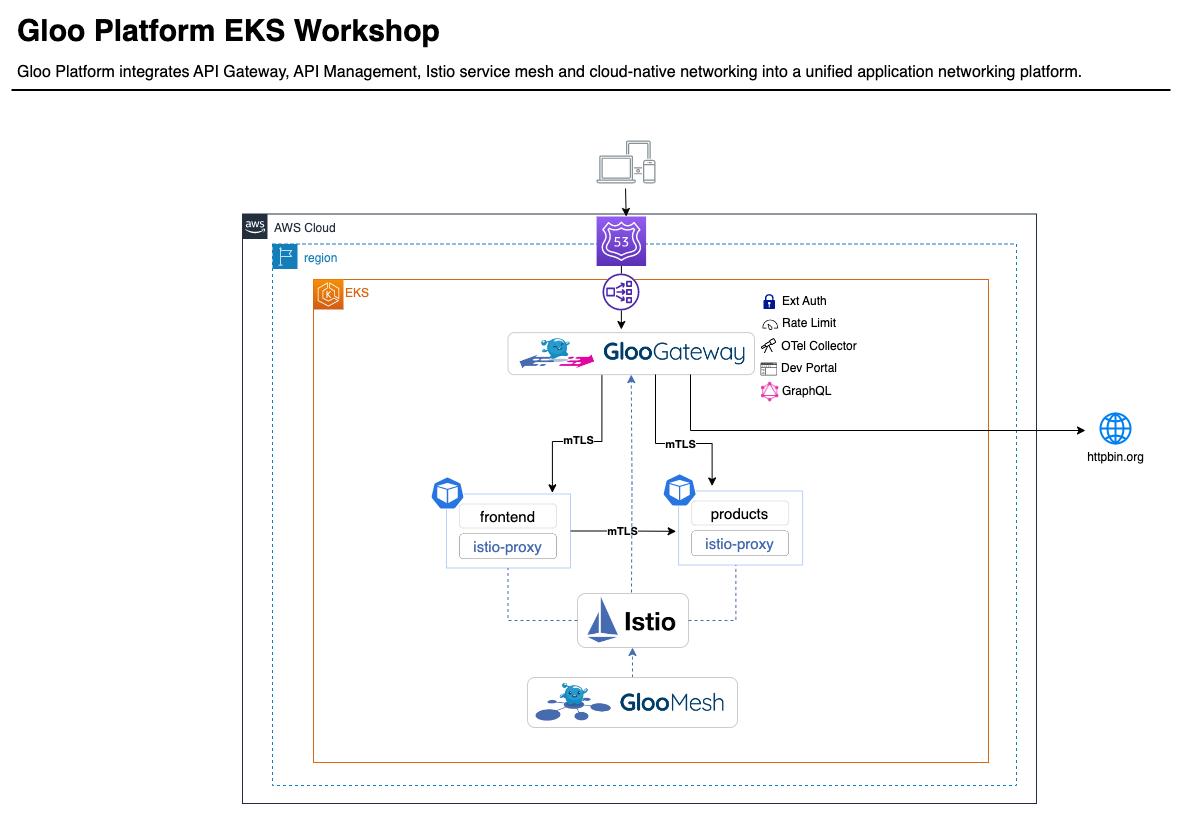 Gloo Platform EKS Workshop
Gloo Platform integrates API Gateway, API Management, Istio service mesh and cloud-native networking into a unified application networking platform.
aws
AWS Cloud
53
region
EKS
K
Ext Auth
Rate Limit
OTel Collector
Dev Portal
GraphQL
GlooGateway
httpbin.org
mTLS
mTLS
frontend
istio-proxy
mTLS
products
istio-proxy
Istio
GlooMesh